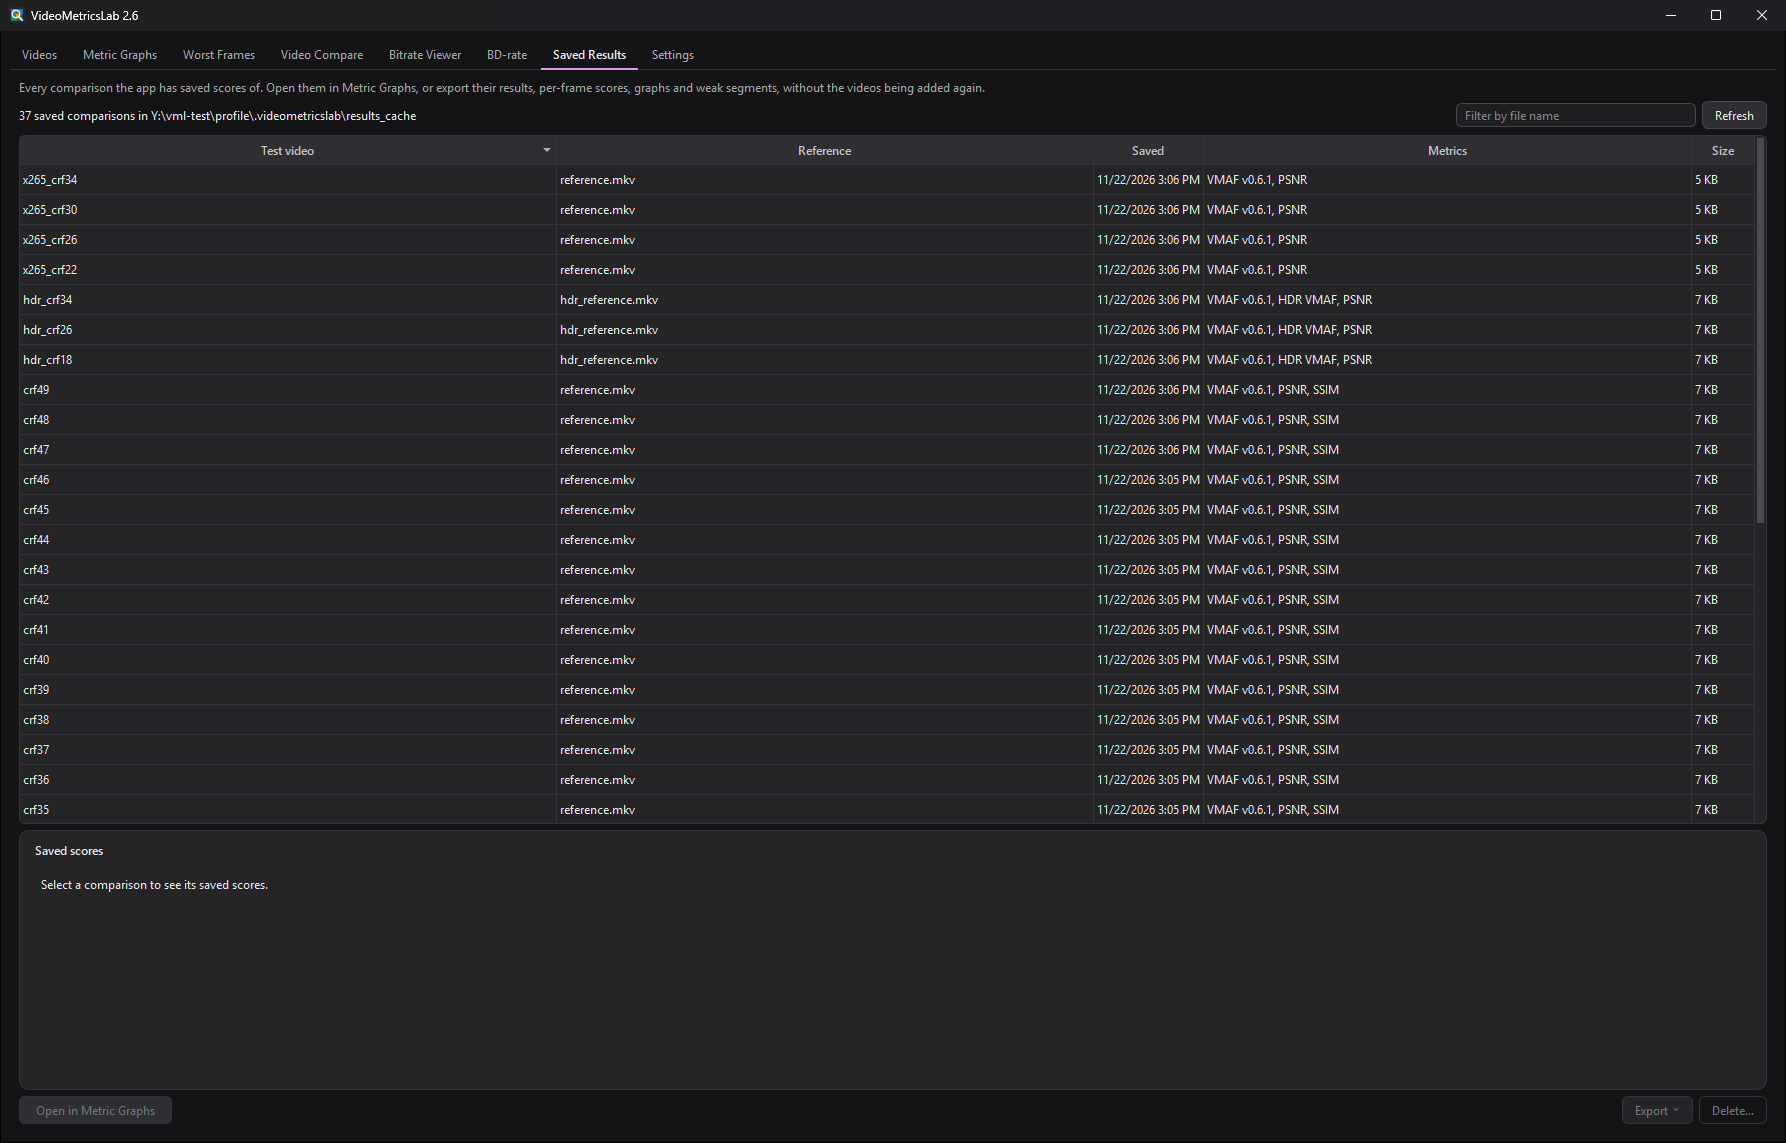 VideoMetricsLab 2.6
Videos Metric Graphs Worst Frames Video Compare Bitrate Viewer BD-rate Saved Results Settings
Every comparison the app has saved scores of. Open them in Metric Graphs, or export their results, per-frame scores, graphs and weak segments, without the videos being added again.
37 saved comparisons in Y:\vml-test\profile\.videometricslab\results_cache Filter by file name Refresh
Test video Reference Saved Metrics Size
x265_crf34 reference.mkv 11/22/2026 3:06 PM VMAF v0.6.1, PSNR 5 KB
x265_crf30 reference.mkv 11/22/2026 3:06 PM VMAF v0.6.1, PSNR 5 KB
x265_crf26 reference.mkv 11/22/2026 3:06 PM VMAF v0.6.1, PSNR 5 KB
x265_crf22 reference.mkv 11/22/2026 3:06 PM VMAF v0.6.1, PSNR 5 KB
hdr_crf34 hdr_reference.mkv 11/22/2026 3:06 PM VMAF v0.6.1, HDR VMAF, PSNR 7 KB
hdr_crf26 hdr_reference.mkv 11/22/2026 3:06 PM VMAF v0.6.1, HDR VMAF, PSNR 7 KB
hdr_crf18 hdr_reference.mkv 11/22/2026 3:06 PM VMAF v0.6.1, HDR VMAF, PSNR 7 KB
crf49 reference.mkv 11/22/2026 3:06 PM VMAF v0.6.1, PSNR, SSIM 7 KB
crf48 reference.mkv 11/22/2026 3:06 PM VMAF v0.6.1, PSNR, SSIM 7 KB
crf47 reference.mkv 11/22/2026 3:06 PM VMAF v0.6.1, PSNR, SSIM 7 KB
crf46 reference.mkv 11/22/2026 3:05 PM VMAF v0.6.1, PSNR, SSIM 7 KB
crf45 reference.mkv 11/22/2026 3:05 PM VMAF v0.6.1, PSNR, SSIM 7 KB
crf44 reference.mkv 11/22/2026 3:05 PM VMAF v0.6.1, PSNR, SSIM 7 KB
crf43 reference.mkv 11/22/2026 3:05 PM VMAF v0.6.1, PSNR, SSIM 7 KB
crf42 reference.mkv 11/22/2026 3:05 PM VMAF v0.6.1, PSNR, SSIM 7 KB
crf41 reference.mkv 11/22/2026 3:05 PM VMAF v0.6.1, PSNR, SSIM 7 KB
crf40 reference.mkv 11/22/2026 3:05 PM VMAF v0.6.1, PSNR, SSIM 7 KB
crf39 reference.mkv 11/22/2026 3:05 PM VMAF v0.6.1, PSNR, SSIM 7 KB
crf38 reference.mkv 11/22/2026 3:05 PM VMAF v0.6.1, PSNR, SSIM 7 KB
crf37 reference.mkv 11/22/2026 3:05 PM VMAF v0.6.1, PSNR, SSIM 7 KB
crf36 reference.mkv 11/22/2026 3:05 PM VMAF v0.6.1, PSNR, SSIM 7 KB
crf35 reference.mkv 11/22/2026 3:05 PM VMAF v0.6.1, PSNR, SSIM 7 KB
Saved scores
Select a comparison to see its saved scores.
Open in Metric Graphs Export Delete...